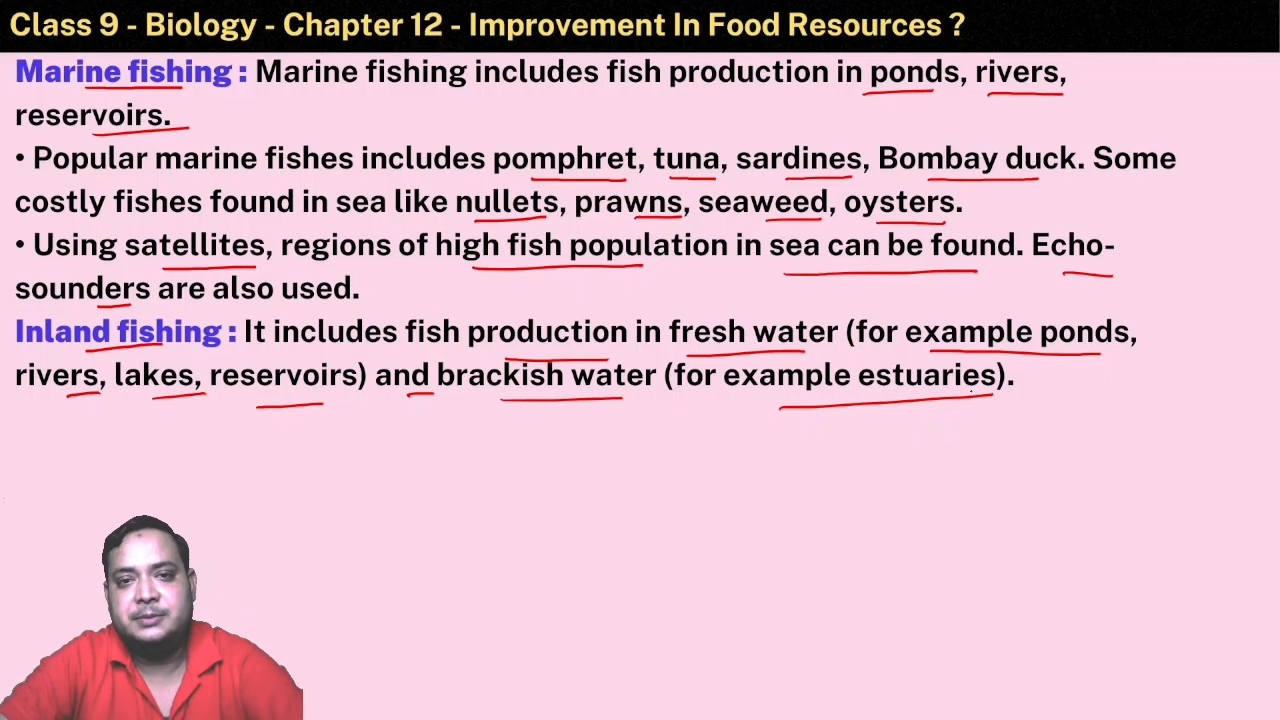 Class 9 - Biology - Chapter 12 - Improvement In Food Resources ?
Marine fishing : Marine fishing includes fish production in ponds, rivers,
reservoirs.
• Popular marine fishes includes pomphret, tuna, sardines, Bombay duck. Some
costly fishes found in sea like nullets, prawns, seaweed, oysters.
• Using satellites, regions of high fish population in sea can be found. Echo-
sounders are also used.
Inland fishing : It includes fish production in fresh water (for example ponds,
rivers, lakes, reservoirs) and brackish water (for example estuaries).